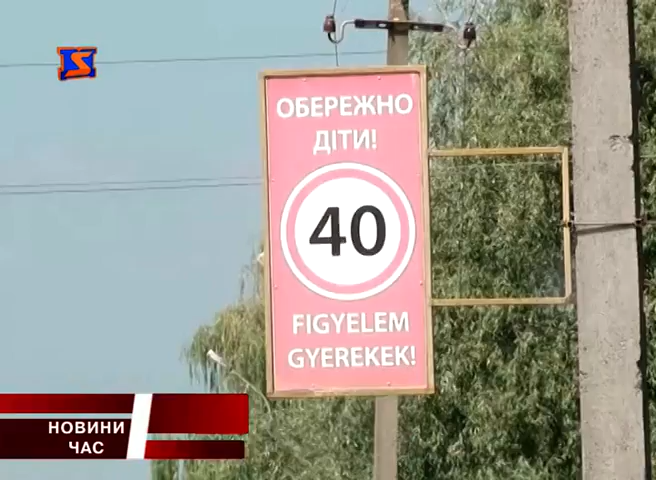 ОБЕРЕЖНО
ДІТИ!
40
FIGYELEM
GYEREKEK!
НОВИНИ
ЧАС